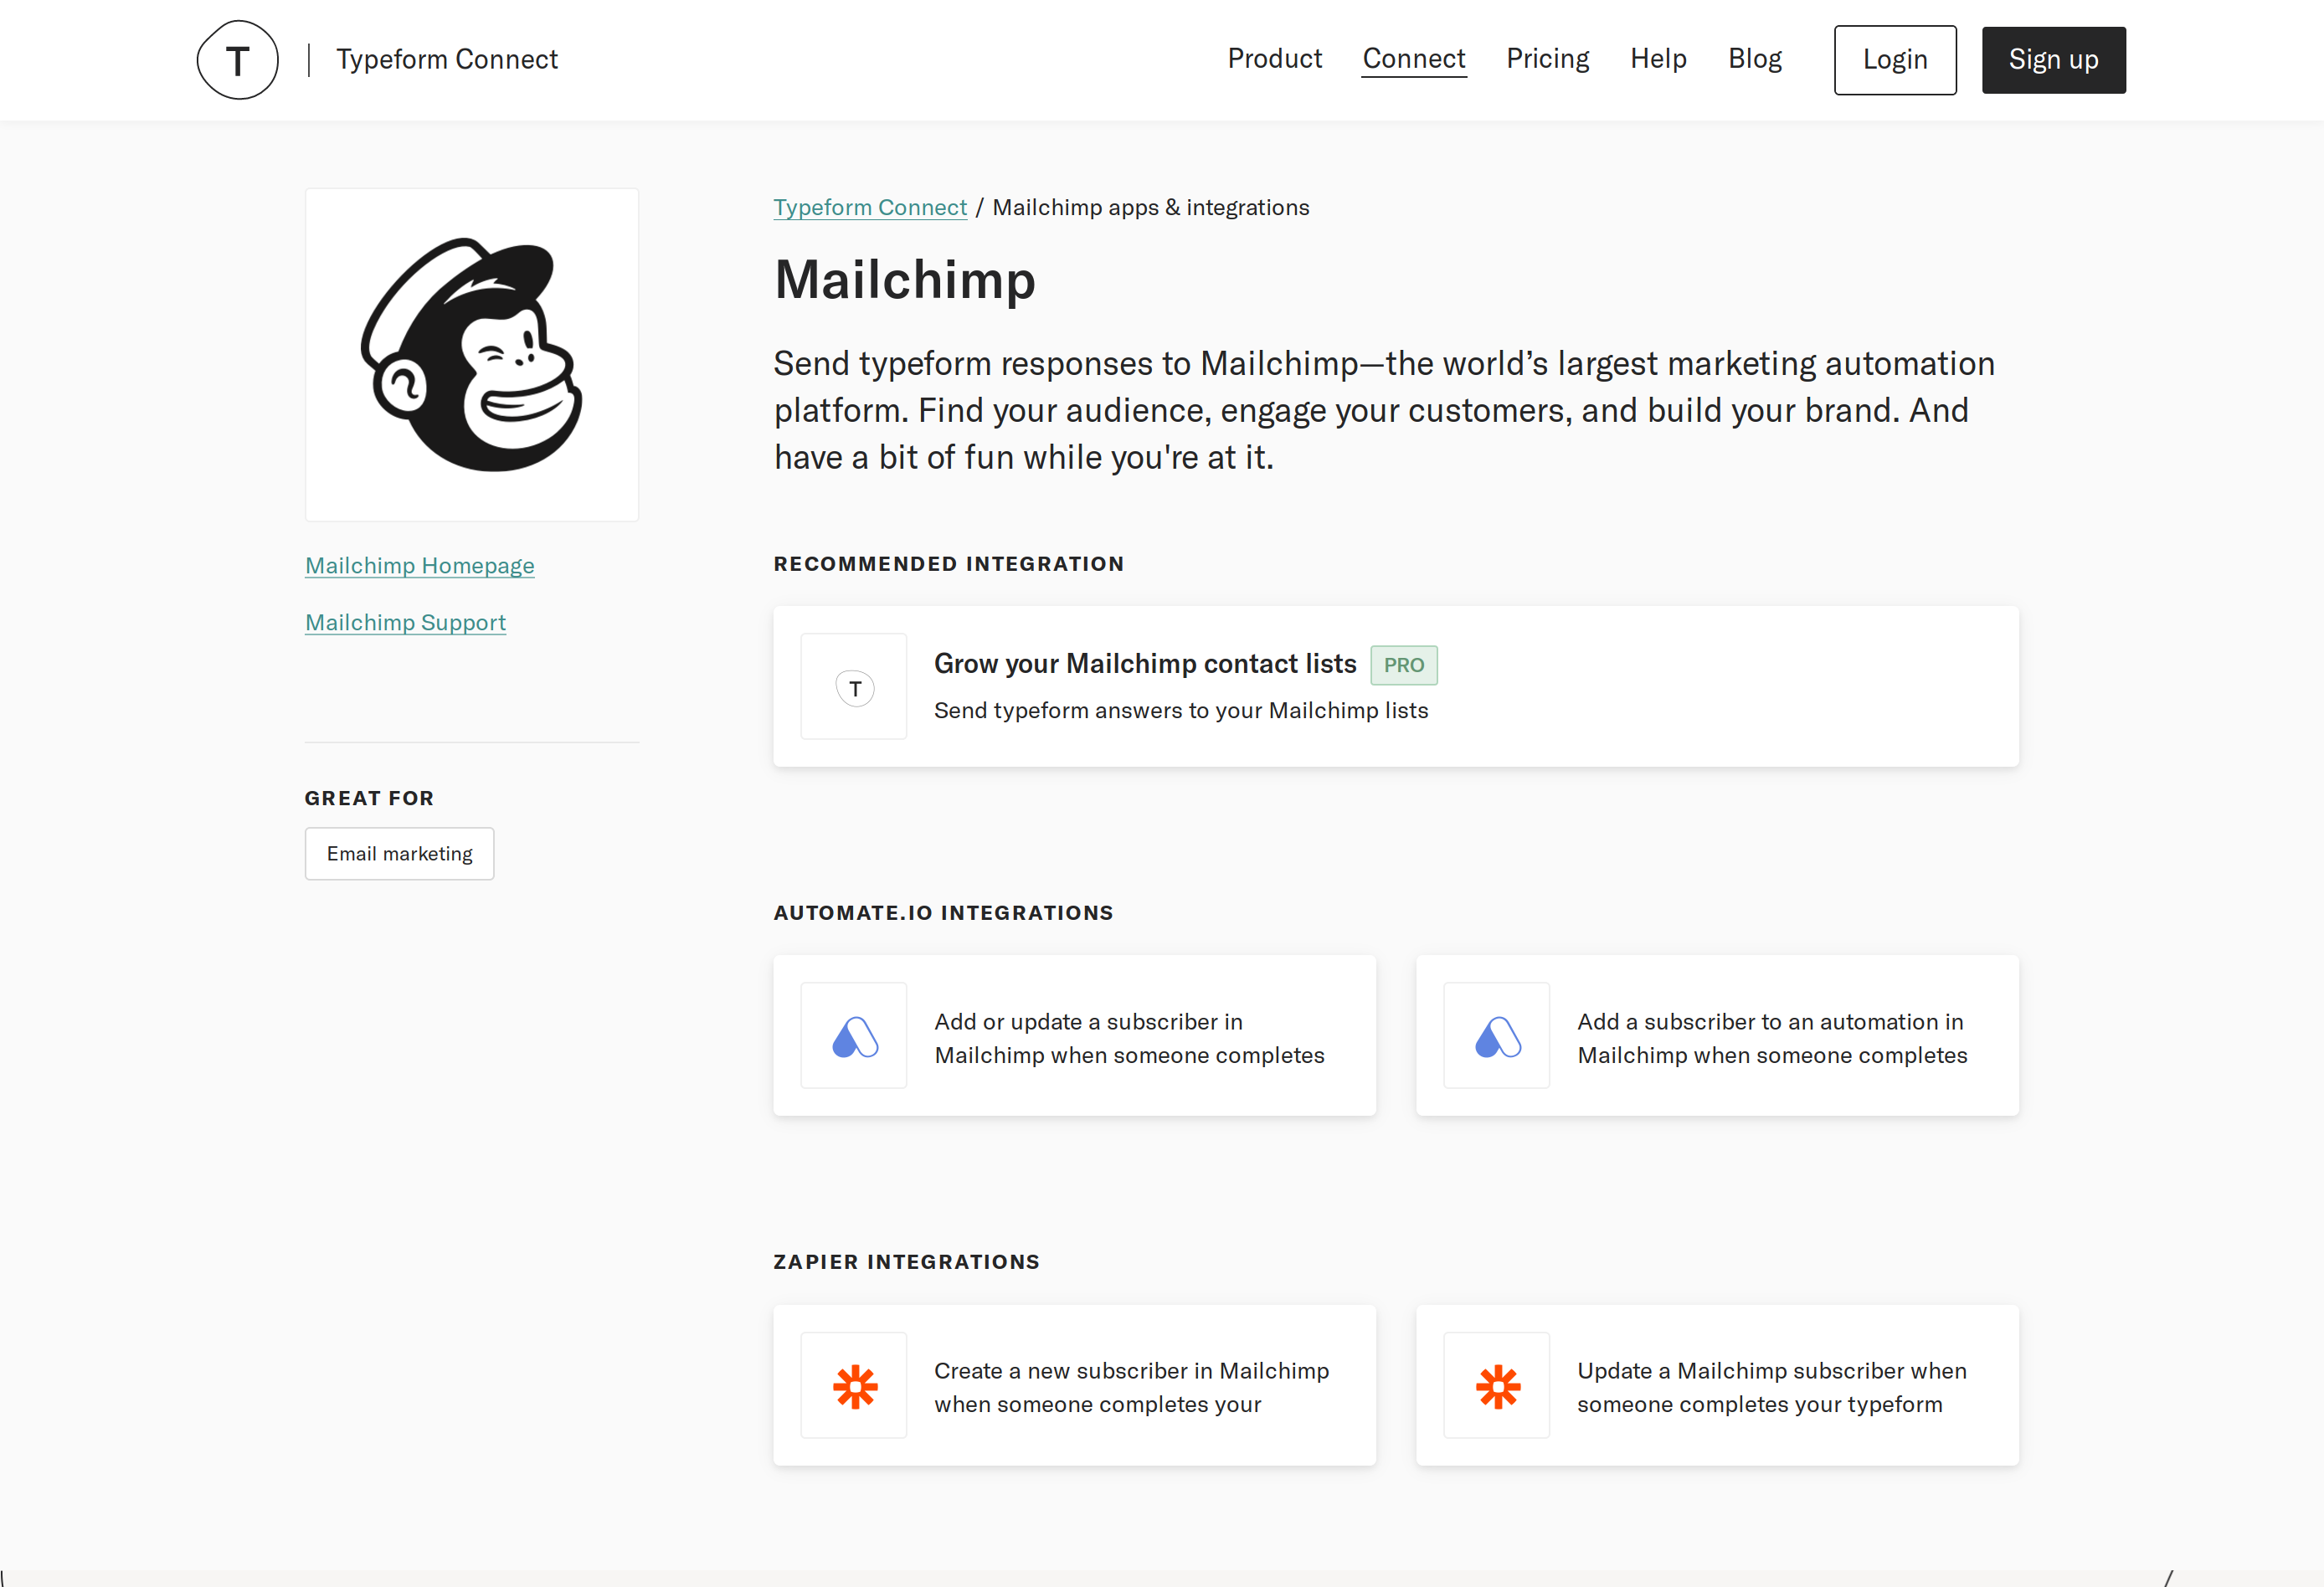 T
Typeform Connect
Product Connect Pricing Help Blog Login Sign up
Typeform Connect / Mailchimp apps & integrations
Mailchimp
Send typeform responses to Mailchimp—the world’s largest marketing automation
platform. Find your audience, engage your customers, and build your brand. And
have a bit of fun while you're at it.
Mailchimp Homepage
Mailchimp Support
GREAT FOR
Email marketing
RECOMMENDED INTEGRATION
T
Grow your Mailchimp contact lists PRO
Send typeform answers to your Mailchimp lists
AUTOMATE.IO INTEGRATIONS
Add or update a subscriber in
Mailchimp when someone completes
Add a subscriber to an automation in
Mailchimp when someone completes
ZAPIER INTEGRATIONS
Create a new subscriber in Mailchimp
when someone completes your
Update a Mailchimp subscriber when
someone completes your typeform